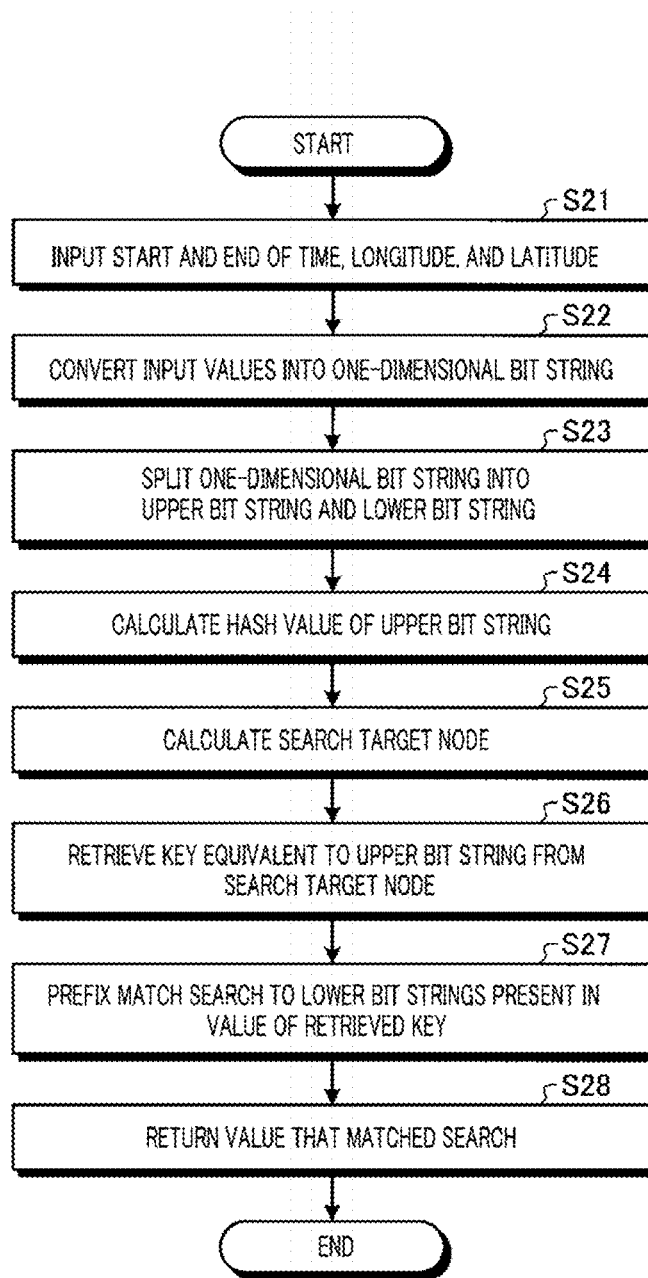 START
S21
INPUT START AND END OF TIME, LONGITUDE, AND LATITUDE
S22
CONVERT INPUT VALUES INTO ONE-DIMENSIONAL BIT STRING
S23
SPLIT ONE-DIMENSIONAL BIT STRING INTO
UPPER BIT STRING AND LOWER BIT STRING
S24
CALCULATE HASH VALUE OF UPPER BIT STRING
S25
CALCULATE SEARCH TARGET NODE
S26
RETRIEVE KEY EQUIVALENT TO UPPER BIT STRING FROM
SEARCH TARGET NODE
S27
PREFIX MATCH SEARCH TO LOWER BIT STRINGS PRESENT IN
VALUE OF RETRIEVED KEY
S28
RETURN VALUE THAT MATCHED SEARCH
END